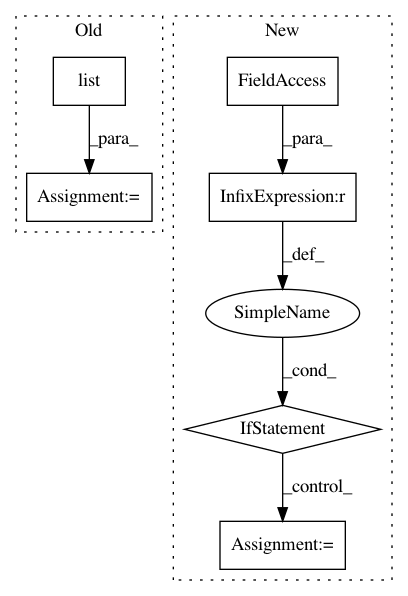 Old
New
list
FieldAccess
_para_
_para_
Assignment:=
InfixExpression:r
_def_
SimpleName
_cond_
IfStatement
_control_
Assignment:=